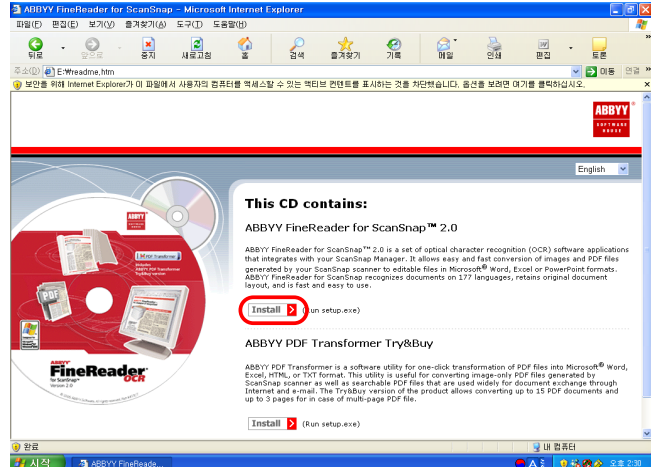 ABBYY FineReader for ScanSnap - Microsoft Internet Explorer
파일(F) 편집(E) 보기(V) 즐겨찾기(A) 도구(T) 도움말(H)
뒤로 앞으로 중지 새로고침 홈 검색 즐겨찾기 기록 메일 인쇄 편집 토론
주소(D) E:\readme.htm 이동 연결 »
보안을 위해 Internet Explorer가 이 파일에서 사용자의 컴퓨터를 액세스할 수 있는 액티브 컨텐트를 표시하는 것을 차단했습니다. 옵션을 보려면 여기를 클릭하십시오.
ABBYY
SOFTWARE
HOUSE
English
This CD contains:
ABBYY FineReader for ScanSnap™ 2.0
ABBYY FineReader for ScanSnap™ 2.0 is a set of optical character recognition (OCR) software applications
that integrates with your ScanSnap Manager. It allows easy and fast conversion of images and PDF files
generated by your ScanSnap scanner to editable files in Microsoft® Word, Excel or PowerPoint formats.
ABBYY FineReader for ScanSnap recognizes documents on 177 languages, retains original document
layout, and is fast and easy to use.
Install (Run setup.exe)
ABBYY PDF Transformer Try&Buy
ABBYY PDF Transformer is a software utility for one-click transformation of PDF files into Microsoft® Word,
Excel, HTML, or TXT format. This utility is useful for converting image-only PDF files generated by
ScanSnap scanner as well as searchable PDF files that are used widely for document exchange through
Internet and e-mail. The Try&Buy version of the product allows converting up to 15 PDF documents and
up to 3 pages for in case of multi-page PDF file.
Install (Run setup.exe)
ABBYY
PDF Transformer
Includes
ABBYY PDF Transformer
PDF
ABBYY
FineReader
for ScanSnap
OCR
Version 2.0
완료 내 컴퓨터
시작 ABBYY FineReade... A 오후 2:30